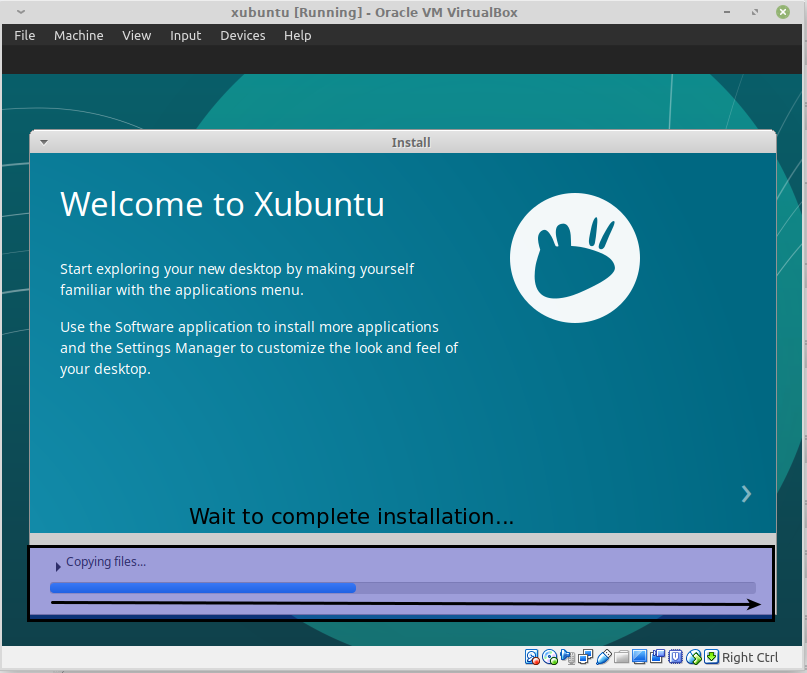 xubuntu [Running] - Oracle VM VirtualBox
File Machine View Input Devices Help
Install
Welcome to Xubuntu
Start exploring your new desktop by making yourself
familiar with the applications menu.
Use the Software application to install more applications
and the Settings Manager to customize the look and feel of
your desktop.
Wait to complete installation...
Copying files...
Right Ctrl